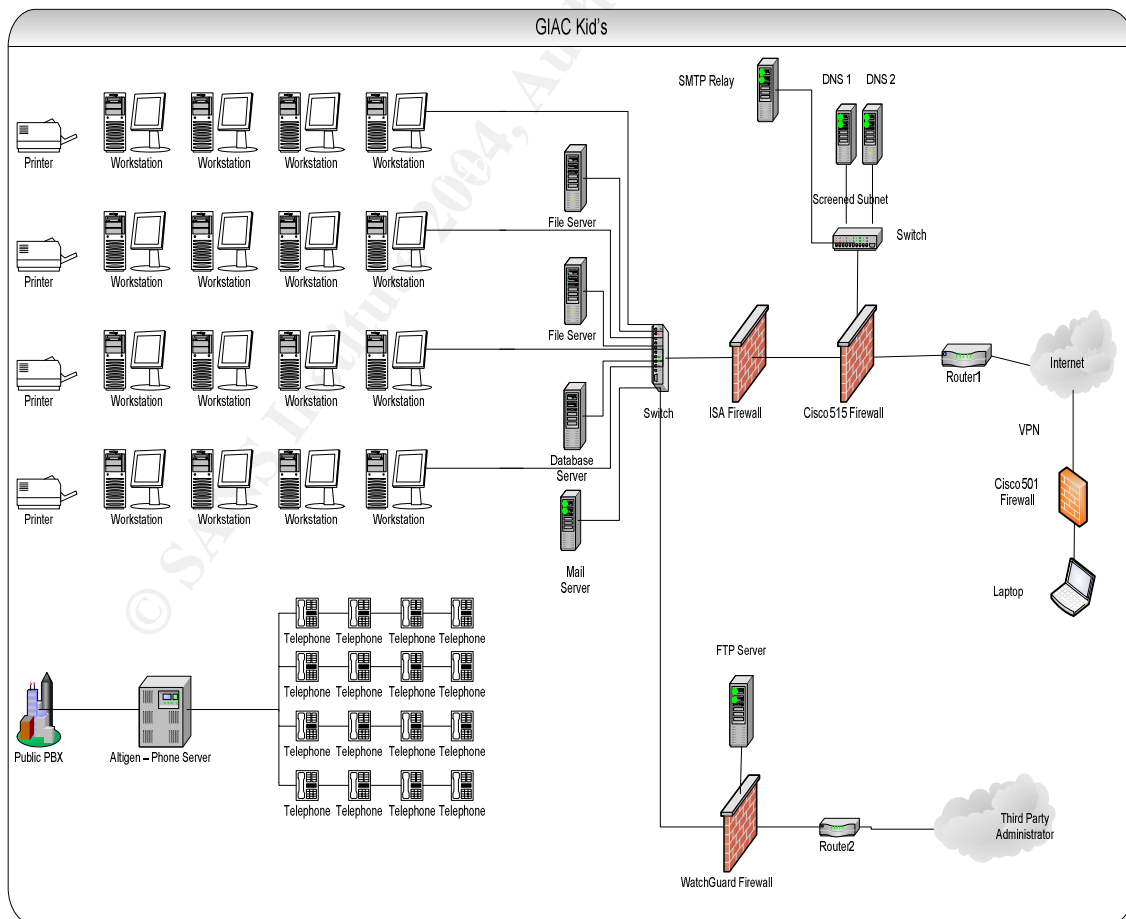 GIAC Kid's
SMTP Relay
DNS 1 DNS 2
Printer Workstation Workstation Workstation Workstation
Screened Subnet
File Server
Switch
Printer Workstation Workstation Workstation Workstation
File Server
Printer Workstation Workstation Workstation Workstation
Switch
ISA Firewall
Cisco 515 Firewall
Router1
Internet
VPN
Database
Server
Cisco 501
Firewall
Printer Workstation Workstation Workstation Workstation
Mail
Server
Laptop
Telephone Telephone Telephone Telephone
FTP Server
Telephone Telephone Telephone Telephone
Public PBX
Altigen – Phone Server
Telephone Telephone Telephone Telephone
Telephone Telephone Telephone Telephone
Third Party
Administrator
Router2
WatchGuard Firewall
© SANS Institute 2004, Au